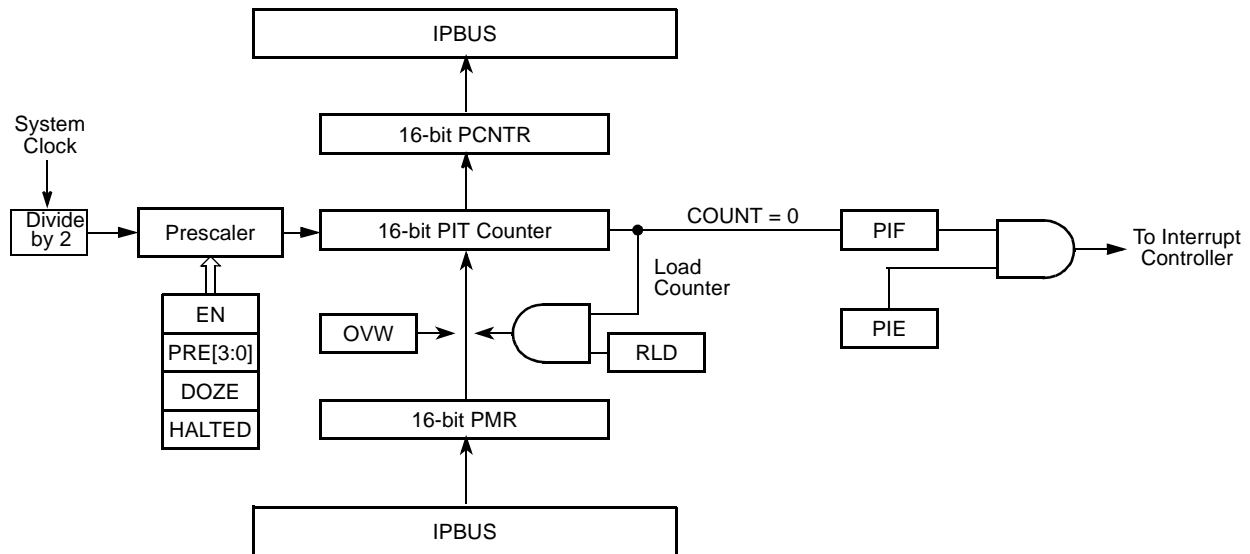 IPBUS
16-bit PCNTR
System
Clock
Divide
by 2
Prescaler
16-bit PIT Counter
COUNT = 0
PIF
To Interrupt
Controller
Load
Counter
EN
PRE[3:0]
DOZE
HALTED
OVW
RLD
PIE
16-bit PMR
IPBUS